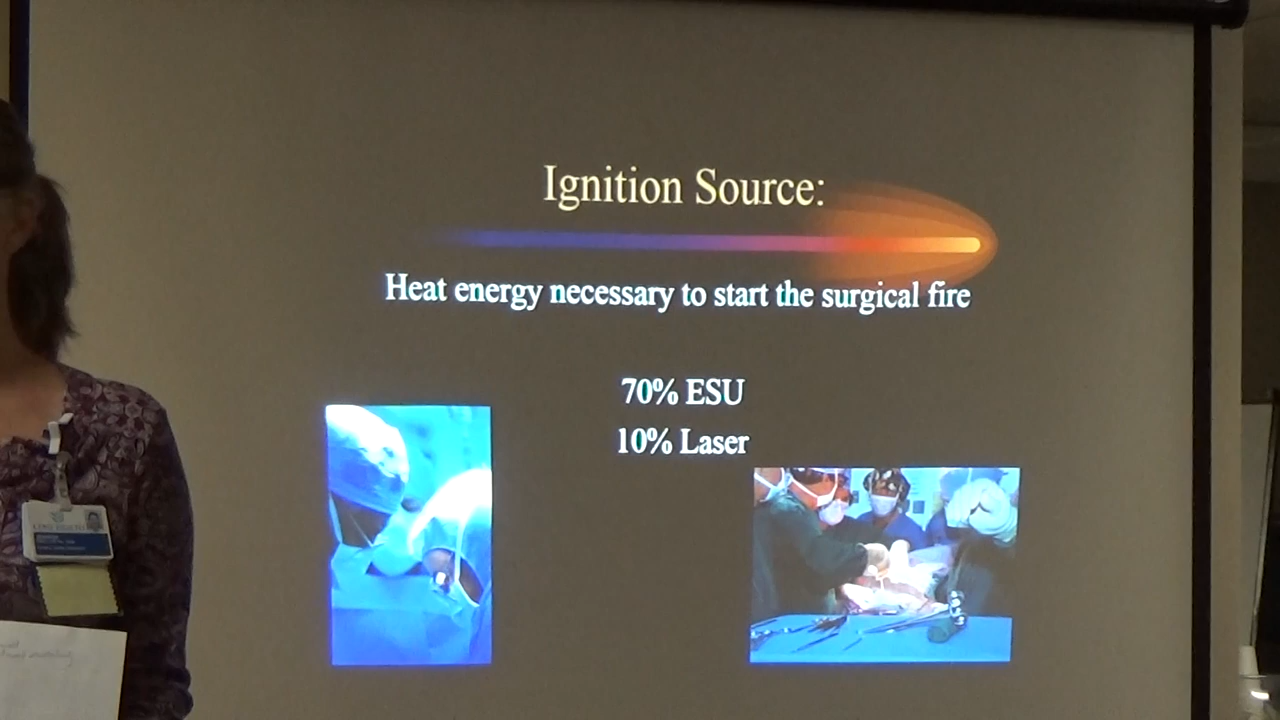 Ignition Source:
Heat energy necessary to start the surgical fire
70% ESU
10% Laser